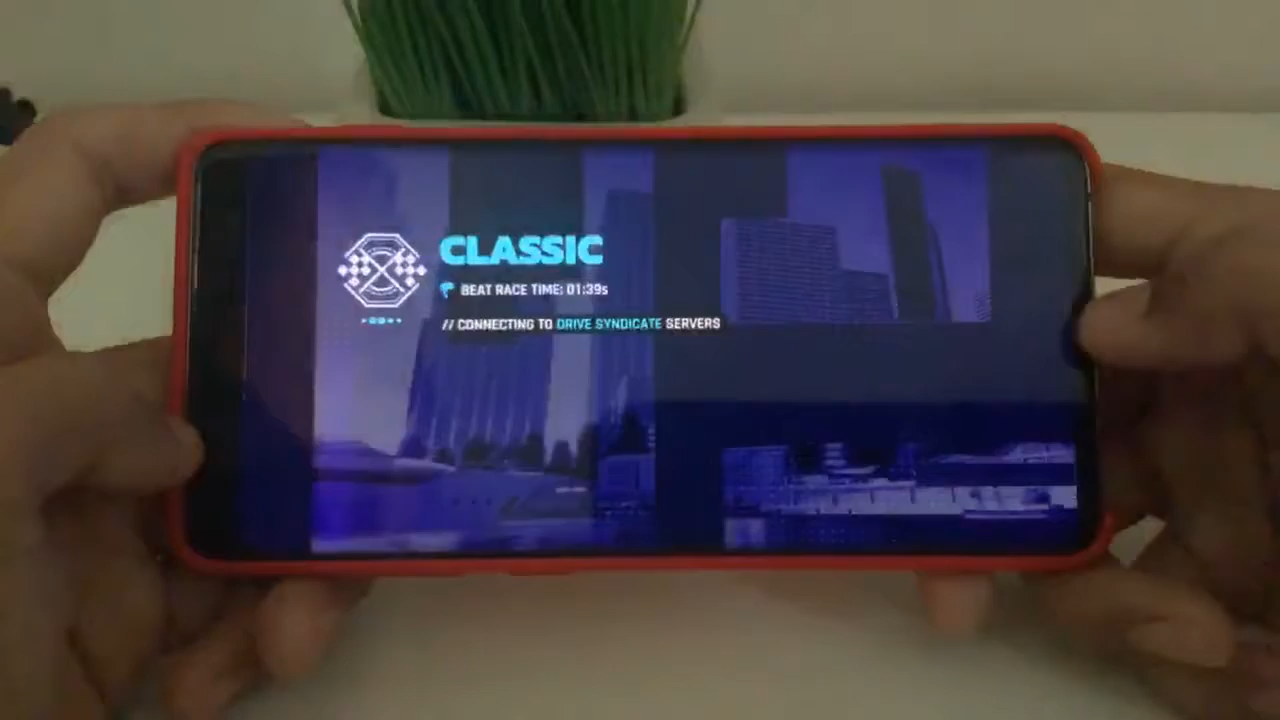 CLASSIC
BEAT RACE TIME: 01:39s
// CONNECTING TO DRIVE SYNDICATE SERVERS